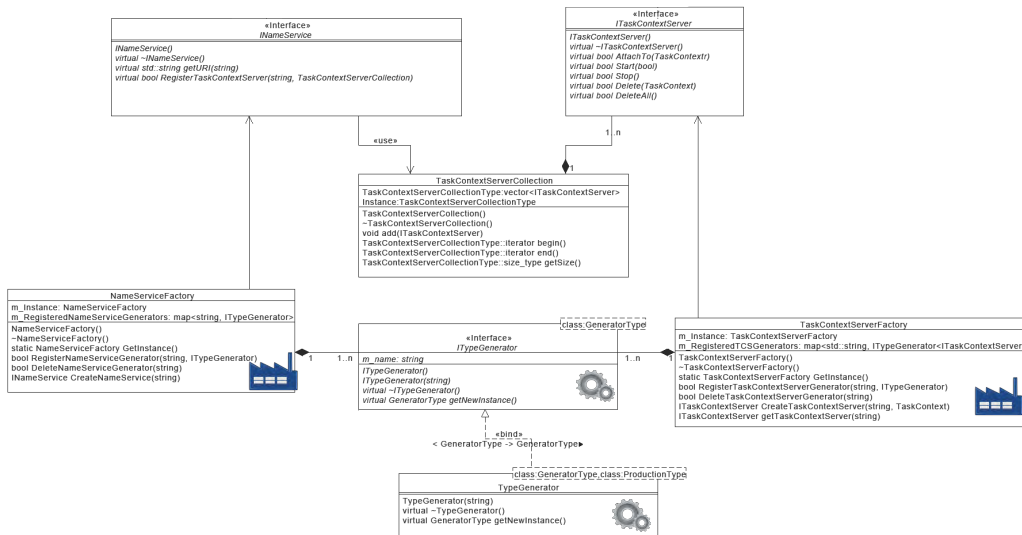 «Interface»
INameService
INameService()
virtual ~INameService()
virtual std::string getURI(string)
virtual bool RegisterTaskContextServer(string, TaskContextServerCollection)
«Interface»
ITaskContextServer
ITaskContextServer()
virtual ~ITaskContextServer()
virtual bool AttachTo(TaskContextr)
virtual bool Start(bool)
virtual bool Stop()
virtual bool Delete(TaskContext)
virtual bool DeleteAll()
«use»
1..n
1
TaskContextServerCollection
TaskContextServerCollectionType:vector<ITaskContextServer>
Instance:TaskContextServerCollectionType
TaskContextServerCollection()
~TaskContextServerCollection()
void add(ITaskContextServer)
TaskContextServerCollectionType::iterator begin()
TaskContextServerCollectionType::iterator end()
TaskContextServerCollectionType::size_type getSize()
NameServiceFactory
m_Instance: NameServiceFactory
m_RegisteredNameServiceGenerators: map<string, ITypeGenerator>
NameServiceFactory()
~NameServiceFactory()
static NameServiceFactory GetInstance()
bool RegisterNameServiceGenerator(string, ITypeGenerator)
bool DeleteNameServiceGenerator(string)
INameService CreateNameService(string)
1
1..n
class:GeneratorType
«Interface»
ITypeGenerator
m_name: string
ITypeGenerator()
ITypeGenerator(string)
virtual ~ITypeGenerator()
virtual GeneratorType getNewInstance()
1..n
1
TaskContextServerFactory
m_Instance: TaskContextServerFactory
m_RegisteredTCSGenerators: map<std::string, ITypeGenerator<ITaskContextServer
TaskContextServerFactory()
~TaskContextServerFactory()
static TaskContextServerFactory GetInstance()
bool RegisterTaskContextServerGenerator(string, ITypeGenerator)
bool DeleteTaskContextServerGenerator(string)
ITaskContextServer CreateTaskContextServer(string, TaskContext)
ITaskContextServer getTaskContextServer(string)
«bind»
< GeneratorType -> GeneratorType>
class:GeneratorType,class:ProductionType
TypeGenerator
TypeGenerator(string)
virtual ~TypeGenerator()
virtual GeneratorType getNewInstance()